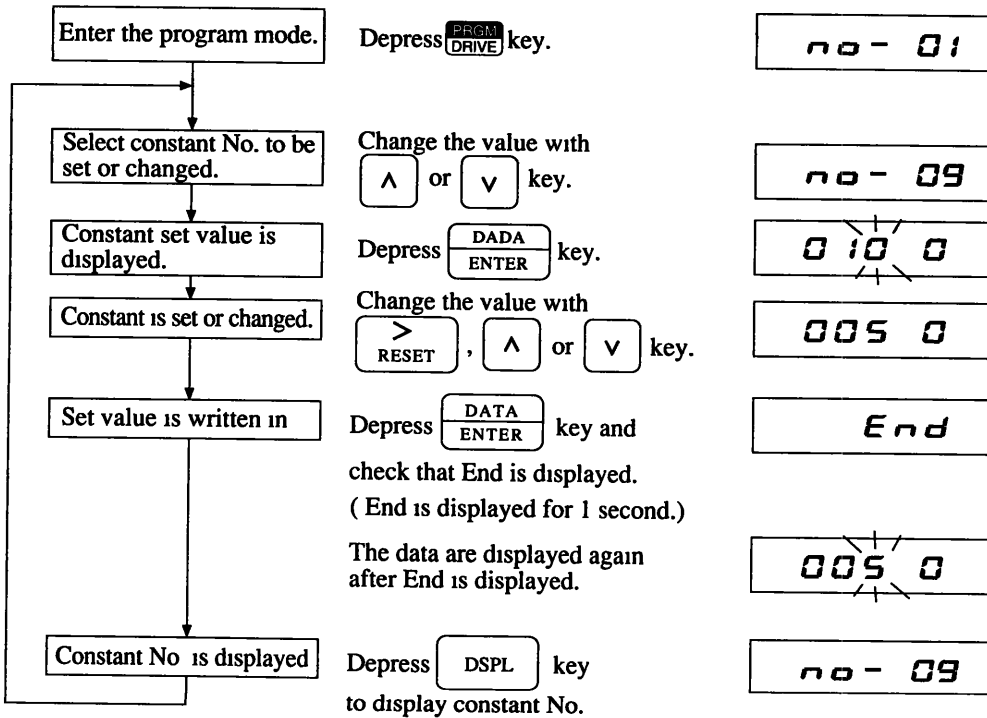 Enter the program mode.
Depress PRGM DRIVE key.
no- 01
Select constant No. to be
set or changed.
Change the value with
∧ or ∨ key.
no- 09
Constant set value is
displayed.
Depress DADA ENTER key.
010 0
Constant is set or changed.
Change the value with
> RESET , ∧ or ∨ key.
005 0
Set value is written in
Depress DATA ENTER key and
check that End is displayed.
( End is displayed for 1 second.)
End
The data are displayed again
after End is displayed.
005 0
Constant No is displayed
Depress DSPL key
to display constant No.
no- 09